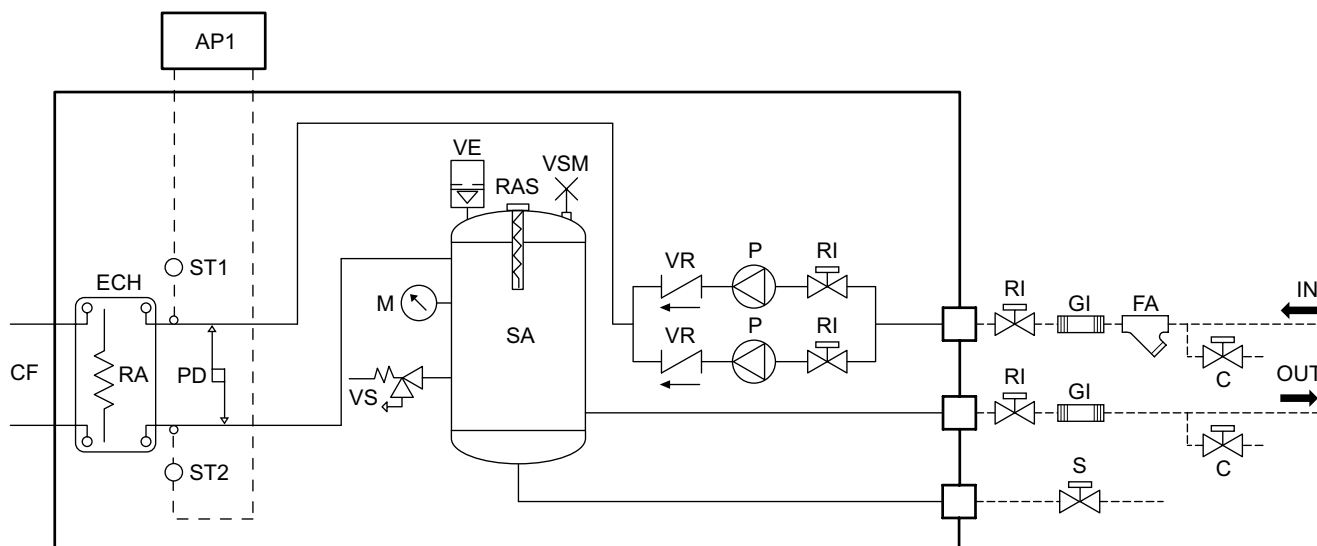 AP1
VE
VSM
RAS
ST1
ECH
M
SA
VR
P
RI
VR
P
RI
RI
GI
FA
IN
C
CF
RA
PD
VS
RI
GI
OUT
C
ST2
S